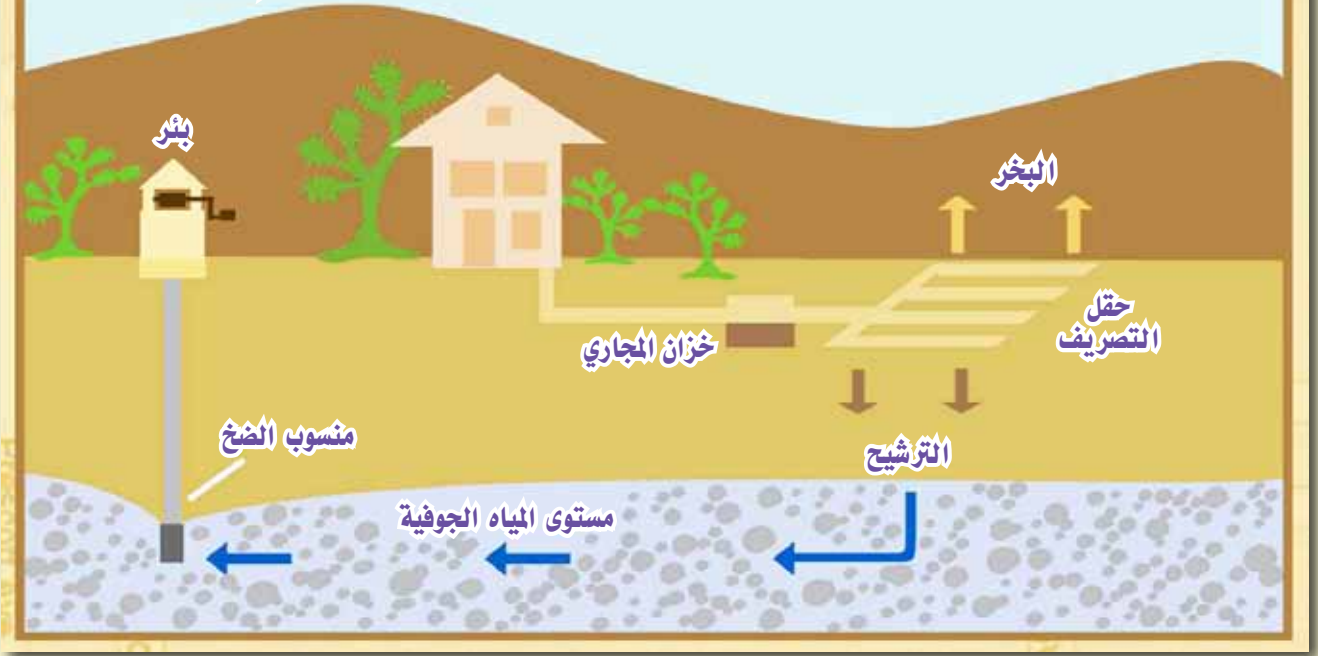 بئر
البخر
حقل
التصريف
خزان المجاري
منسوب الضخ
الترشيح
مستوى المياه الجوفية